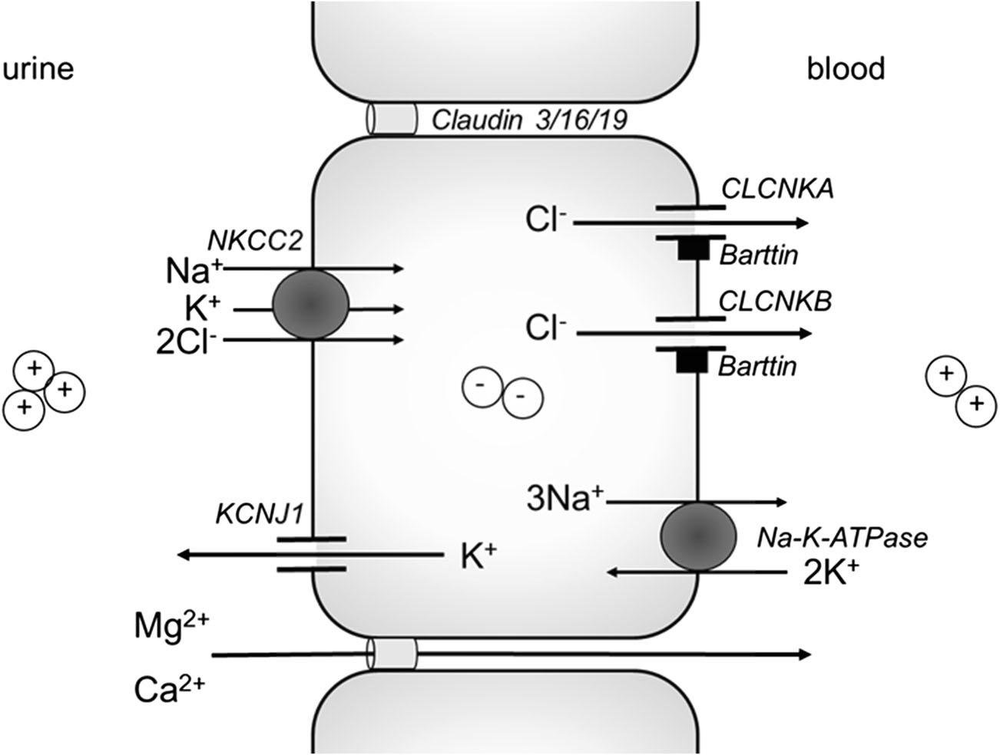 urine
blood
Claudin 3/16/19
CLCNKA
Cl⁻
Barttin
NKCC2
Na⁺
K⁺
2Cl⁻
CLCNKB
Cl⁻
Barttin
+
+
+
-
-
+
+
3Na⁺
KCNJ1
Na-K-ATPase
K⁺
2K⁺
Mg²⁺
Ca²⁺